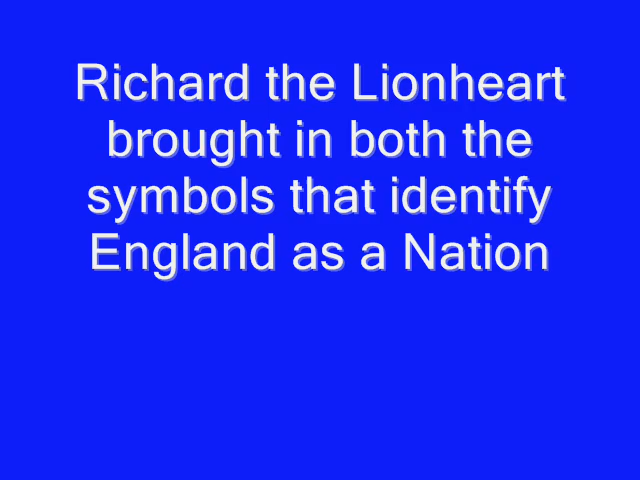 Richard the Lionheart
brought in both the
symbols that identify
England as a Nation